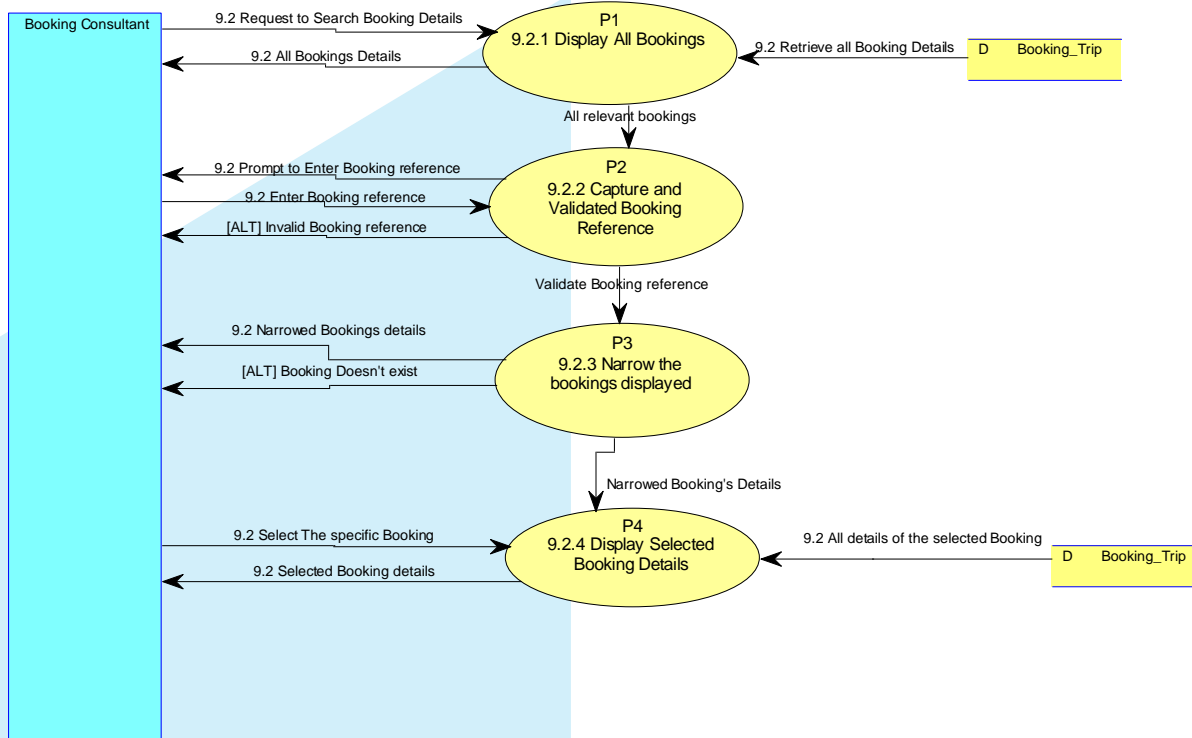 Booking Consultant
9.2 Request to Search Booking Details
P1
9.2.1 Display All Bookings
9.2 Retrieve all Booking Details
D Booking_Trip
9.2 All Bookings Details
All relevant bookings
9.2 Prompt to Enter Booking reference
P2
9.2.2 Capture and
Validated Booking
Reference
9.2 Enter Booking reference
[ALT] Invalid Booking reference
Validate Booking reference
9.2 Narrowed Bookings details
P3
9.2.3 Narrow the
bookings displayed
[ALT] Booking Doesn't exist
Narrowed Booking's Details
9.2 Select The specific Booking
P4
9.2.4 Display Selected
Booking Details
9.2 All details of the selected Booking
D Booking_Trip
9.2 Selected Booking details